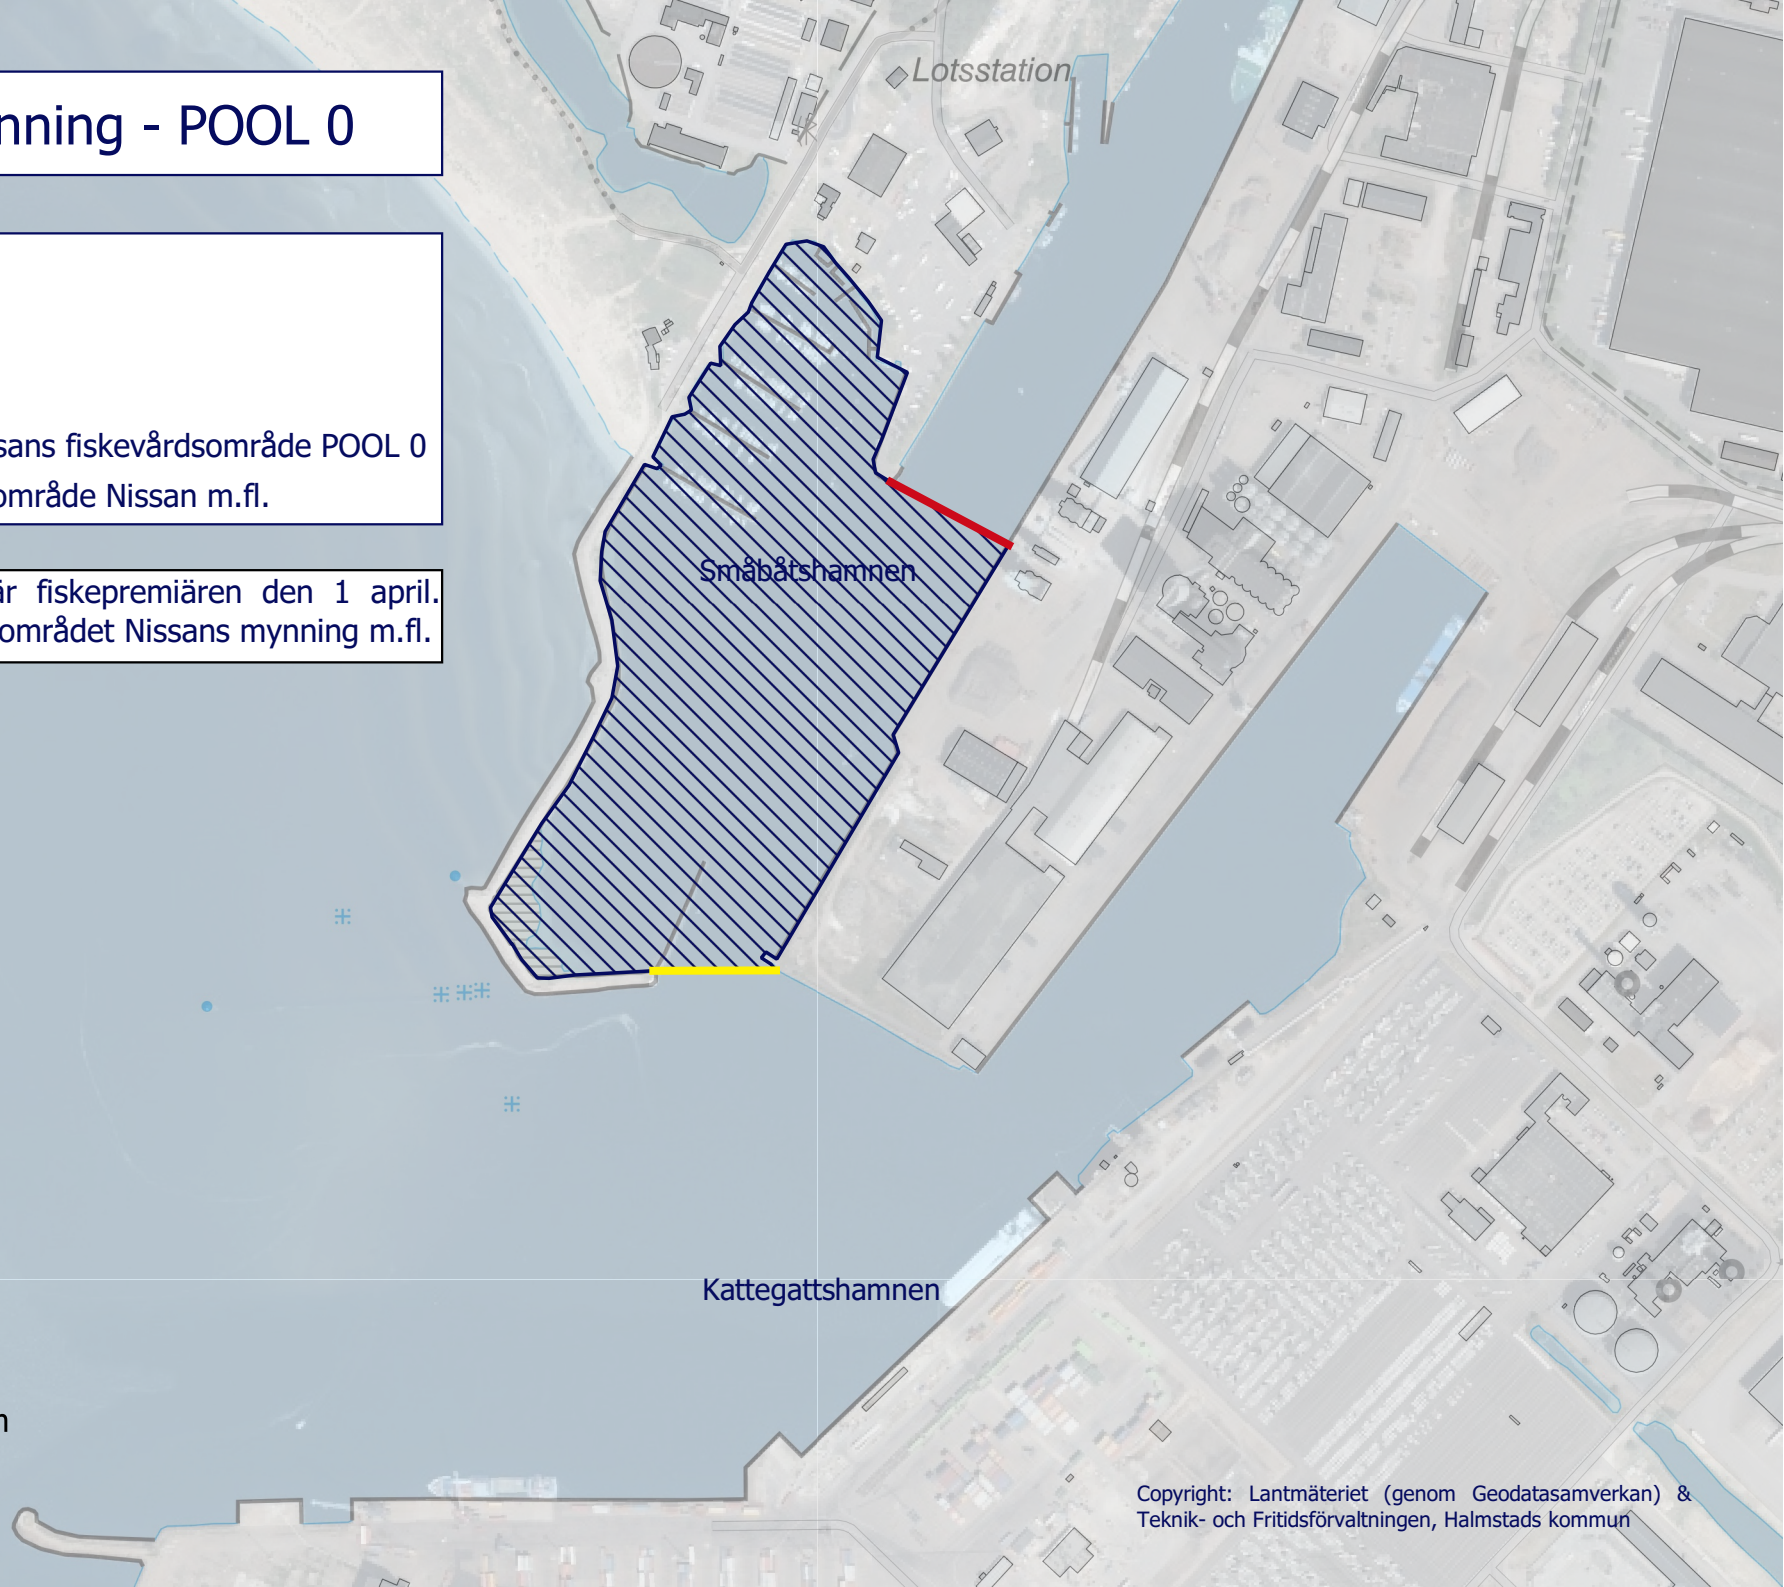 nning - POOL 0
Lotsstation
sans fiskevårdsområde POOL 0
område Nissan m.fl.
är fiskepremiären den 1 april.
området Nissans mynning m.fl.
Småbåtshamnen
Kattegattshamnen
Copyright: Lantmäteriet (genom Geodatasamverkan) &
Teknik- och Fritidsförvaltningen, Halmstads kommun